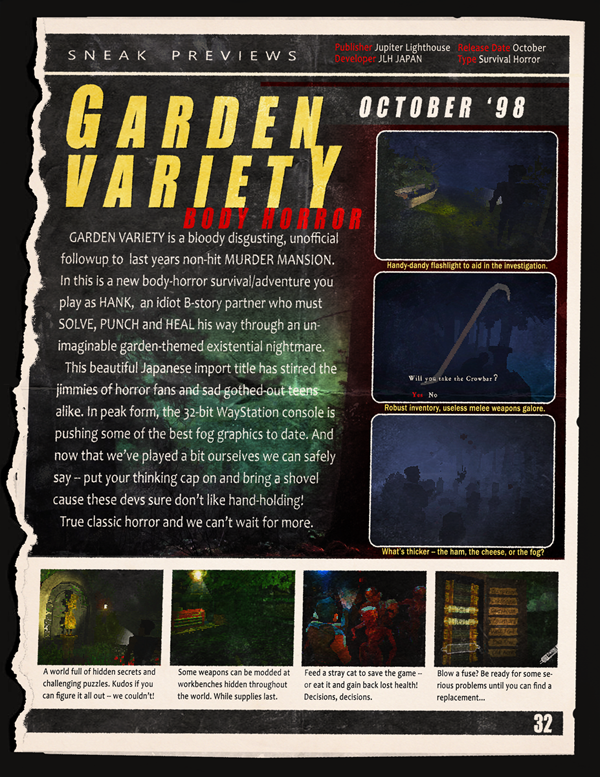 SNEAK PREVIEWS
Publisher Jupiter Lighthouse Release Date October
Developer JLH JAPAN Type Survival Horror
GARDEN
VARIETY
BODY HORROR
OCTOBER ‘98
GARDEN VARIETY is a bloody disgusting, unofficial
followup to last years non-hit MURDER MANSION.
In this is a new body-horror survival/adventure you
play as HANK, an idiot B-story partner who must
SOLVE, PUNCH and HEAL his way through an un-
imaginable garden-themed existential nightmare.
This beautiful Japanese import title has stirred the
jimmies of horror fans and sad gothed-out teens
alike. In peak form, the 32-bit WayStation console is
pushing some of the best fog graphics to date. And
now that we've played a bit ourselves we can safely
say -- put your thinking cap on and bring a shovel
cause these devs sure don't like hand-holding!
True classic horror and we can't wait for more.
Handy-dandy flashlight to aid in the investigation.
Will you take the Crowbar?
Yes No
Robust inventory, useless melee weapons galore.
What's thicker -- the ham, the cheese, or the fog?
A world full of hidden secrets and
challenging puzzles. Kudos if you
can figure it all out -- we couldn't!
Some weapons can be modded at
workbenches hidden throughout
the world. While supplies last.
Feed a stray cat to save the game --
or eat it and gain back lost health!
Decisions, decisions.
Blow a fuse? Be ready for some se-
rious problems until you can find a
replacement...
32